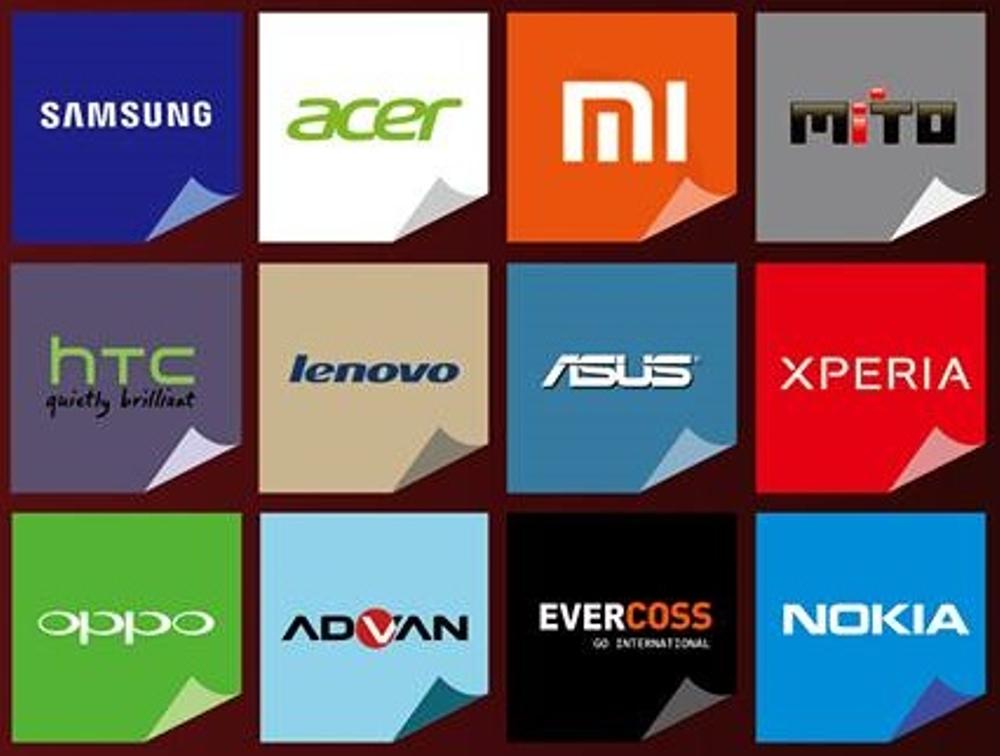 SAMSUNG
acer
mi
MiTO
hTC
quietly brilliant
lenovo
ASUS
XPERIA
oppo
ADVAN
EVERCOSS
GO INTERNATIONAL
NOKIA